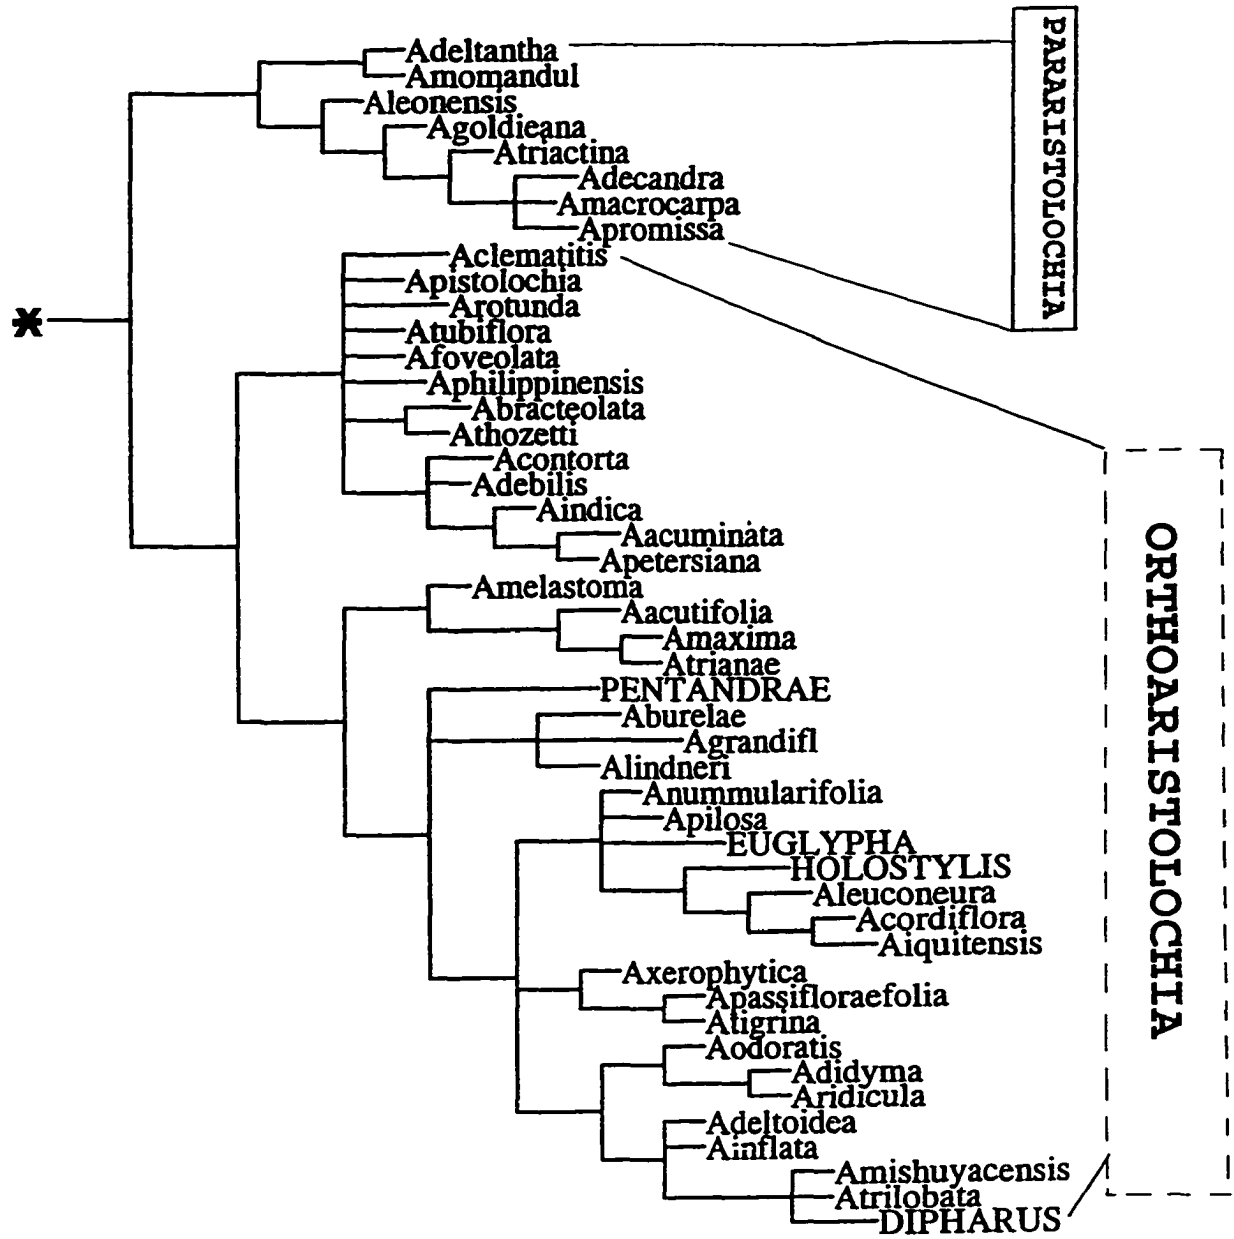 Adeltantha
Amomandul
Aleonensis
Agoldieana
Atriactina
Adecandra
Amacrocarpa
Apromissa
PARARISTOLOCHIA
Aclematitis
Apistolochia
Arotunda
Atubiflora
Afoveolata
Aphilippinensis
Abracteolata
Athozetti
Acontorta
Adebilis
Aindica
Aacuminata
Apetersiana
Amelastoma
Aacutifolia
Amaxima
Atrianae
PENTANDRAE
Aburelae
Agrandifl
Alindneri
Anummularifolia
Apilosa
EUGLYPHA
HOLOSTYLIS
Aleuconeura
Acordiflora
Aiquitensis
Axerophytica
Apassifloraefolia
Atigrina
Aodoratis
Adidyma
Aridicula
Adeltoidea
Ainflata
Amishuyacensis
Atrilobata
DIPHARUS
ORTHOARISTOLOCHIA